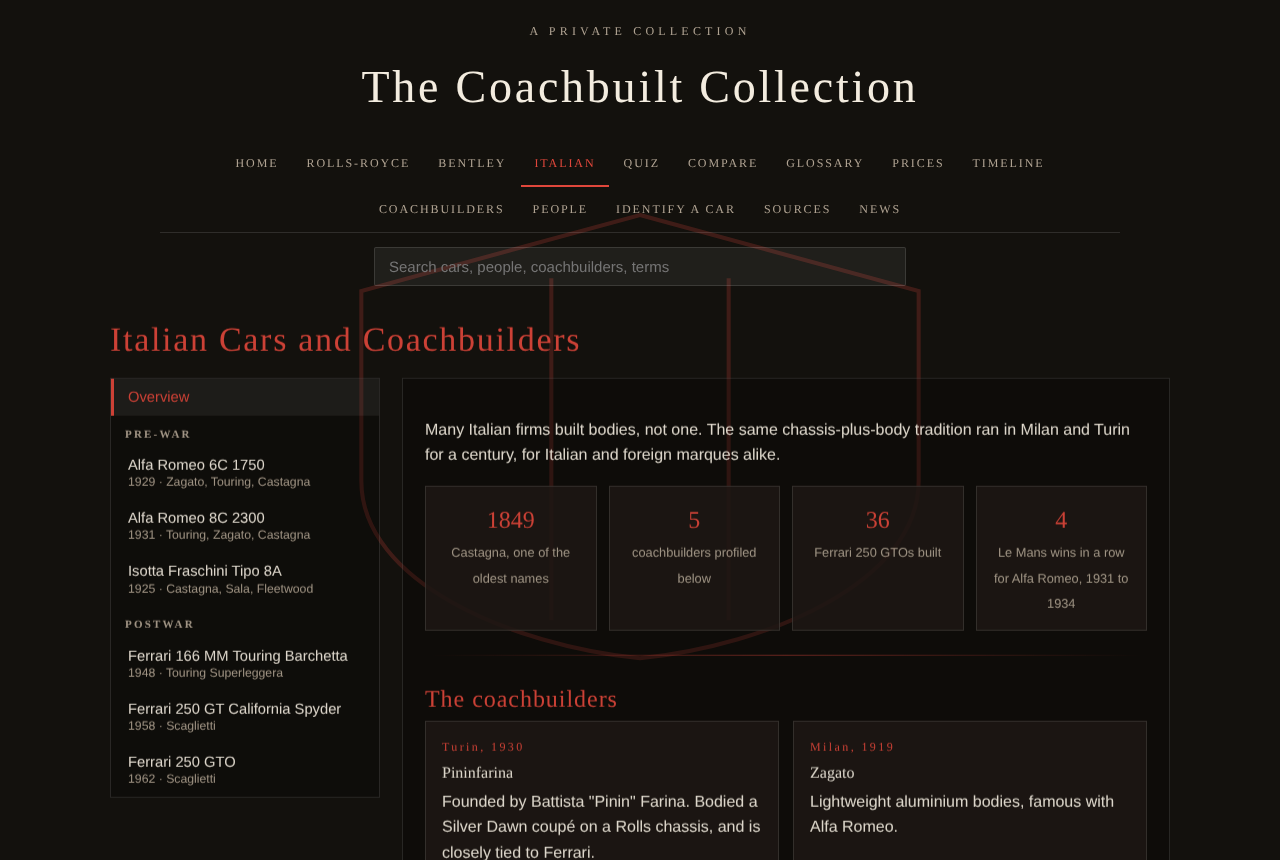 A PRIVATE COLLECTION
The Coachbuilt Collection
HOME ROLLS-ROYCE BENTLEY ITALIAN QUIZ COMPARE GLOSSARY PRICES TIMELINE
COACHBUILDERS PEOPLE IDENTIFY A CAR SOURCES NEWS
Search cars, people, coachbuilders, terms
Italian Cars and Coachbuilders
Overview
PRE-WAR
Alfa Romeo 6C 1750
1929 · Zagato, Touring, Castagna
Alfa Romeo 8C 2300
1931 · Touring, Zagato, Castagna
Isotta Fraschini Tipo 8A
1925 · Castagna, Sala, Fleetwood
POSTWAR
Ferrari 166 MM Touring Barchetta
1948 · Touring Superleggera
Ferrari 250 GT California Spyder
1958 · Scaglietti
Ferrari 250 GTO
1962 · Scaglietti
Many Italian firms built bodies, not one. The same chassis-plus-body tradition ran in Milan and Turin
for a century, for Italian and foreign marques alike.
1849
Castagna, one of the
oldest names
5
coachbuilders profiled
below
36
Ferrari 250 GTOs built
4
Le Mans wins in a row
for Alfa Romeo, 1931 to
1934
The coachbuilders
Turin, 1930
Pininfarina
Founded by Battista "Pinin" Farina. Bodied a
Silver Dawn coupé on a Rolls chassis, and is
closely tied to Ferrari.
Milan, 1919
Zagato
Lightweight aluminium bodies, famous with
Alfa Romeo.